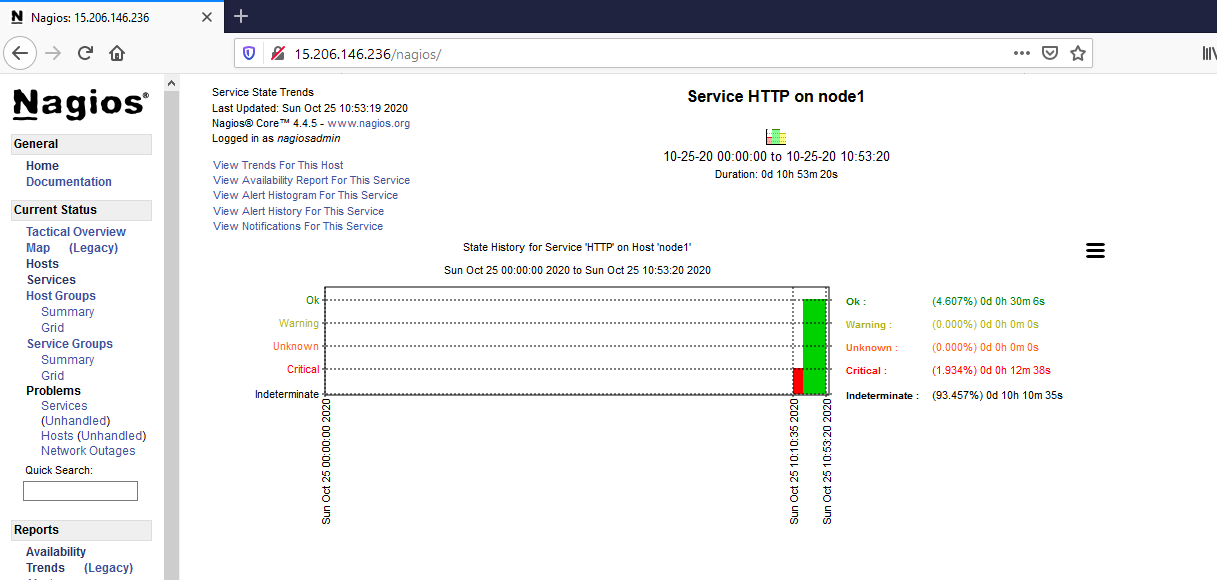 Nagios: 15.206.146.236
15.206.146.236/nagios/
Nagios®
General
Home
Documentation
Current Status
Tactical Overview
Map (Legacy)
Hosts
Services
Host Groups
Summary
Grid
Service Groups
Summary
Grid
Problems
Services
(Unhandled)
Hosts (Unhandled)
Network Outages
Quick Search:
Reports
Availability
Trends (Legacy)
Service State Trends
Last Updated: Sun Oct 25 10:53:19 2020
Nagios® Core™ 4.4.5 - www.nagios.org
Logged in as nagiosadmin
View Trends For This Host
View Availability Report For This Service
View Alert Histogram For This Service
View Alert History For This Service
View Notifications For This Service
Service HTTP on node1
10-25-20 00:00:00 to 10-25-20 10:53:20
Duration: 0d 10h 53m 20s
State History for Service 'HTTP' on Host 'node1'
Sun Oct 25 00:00:00 2020 to Sun Oct 25 10:53:20 2020
Ok
Warning
Unknown
Critical
Indeterminate
Sun Oct 25 00:00:00 2020
Sun Oct 25 10:10:35 2020
Sun Oct 25 10:53:20 2020
Ok : (4.607%) 0d 0h 30m 6s
Warning : (0.000%) 0d 0h 0m 0s
Unknown : (0.000%) 0d 0h 0m 0s
Critical : (1.934%) 0d 0h 12m 38s
Indeterminate : (93.457%) 0d 10h 10m 35s